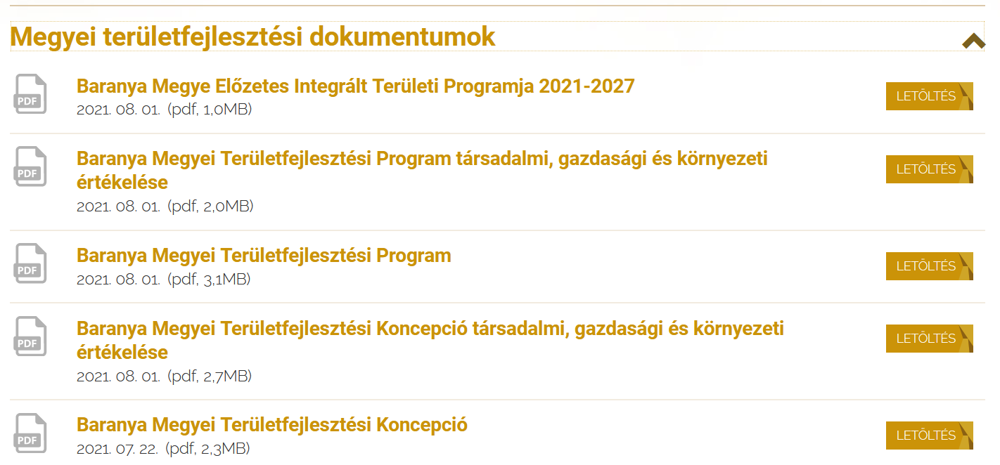 Megyei területfejlesztési dokumentumok
PDF
Baranya Megye Előzetes Integrált Területi Programja 2021-2027
2021. 08. 01. (pdf, 1,0MB)
LETÖLTÉS
PDF
Baranya Megyei Területfejlesztési Program társadalmi, gazdasági és környezeti
értékelése
2021. 08. 01. (pdf, 2,0MB)
LETÖLTÉS
PDF
Baranya Megyei Területfejlesztési Program
2021. 08. 01. (pdf, 3,1MB)
LETÖLTÉS
PDF
Baranya Megyei Területfejlesztési Koncepció társadalmi, gazdasági és környezeti
értékelése
2021. 08. 01. (pdf, 2,7MB)
LETÖLTÉS
PDF
Baranya Megyei Területfejlesztési Koncepció
2021. 07. 22. (pdf, 2,3MB)
LETÖLTÉS